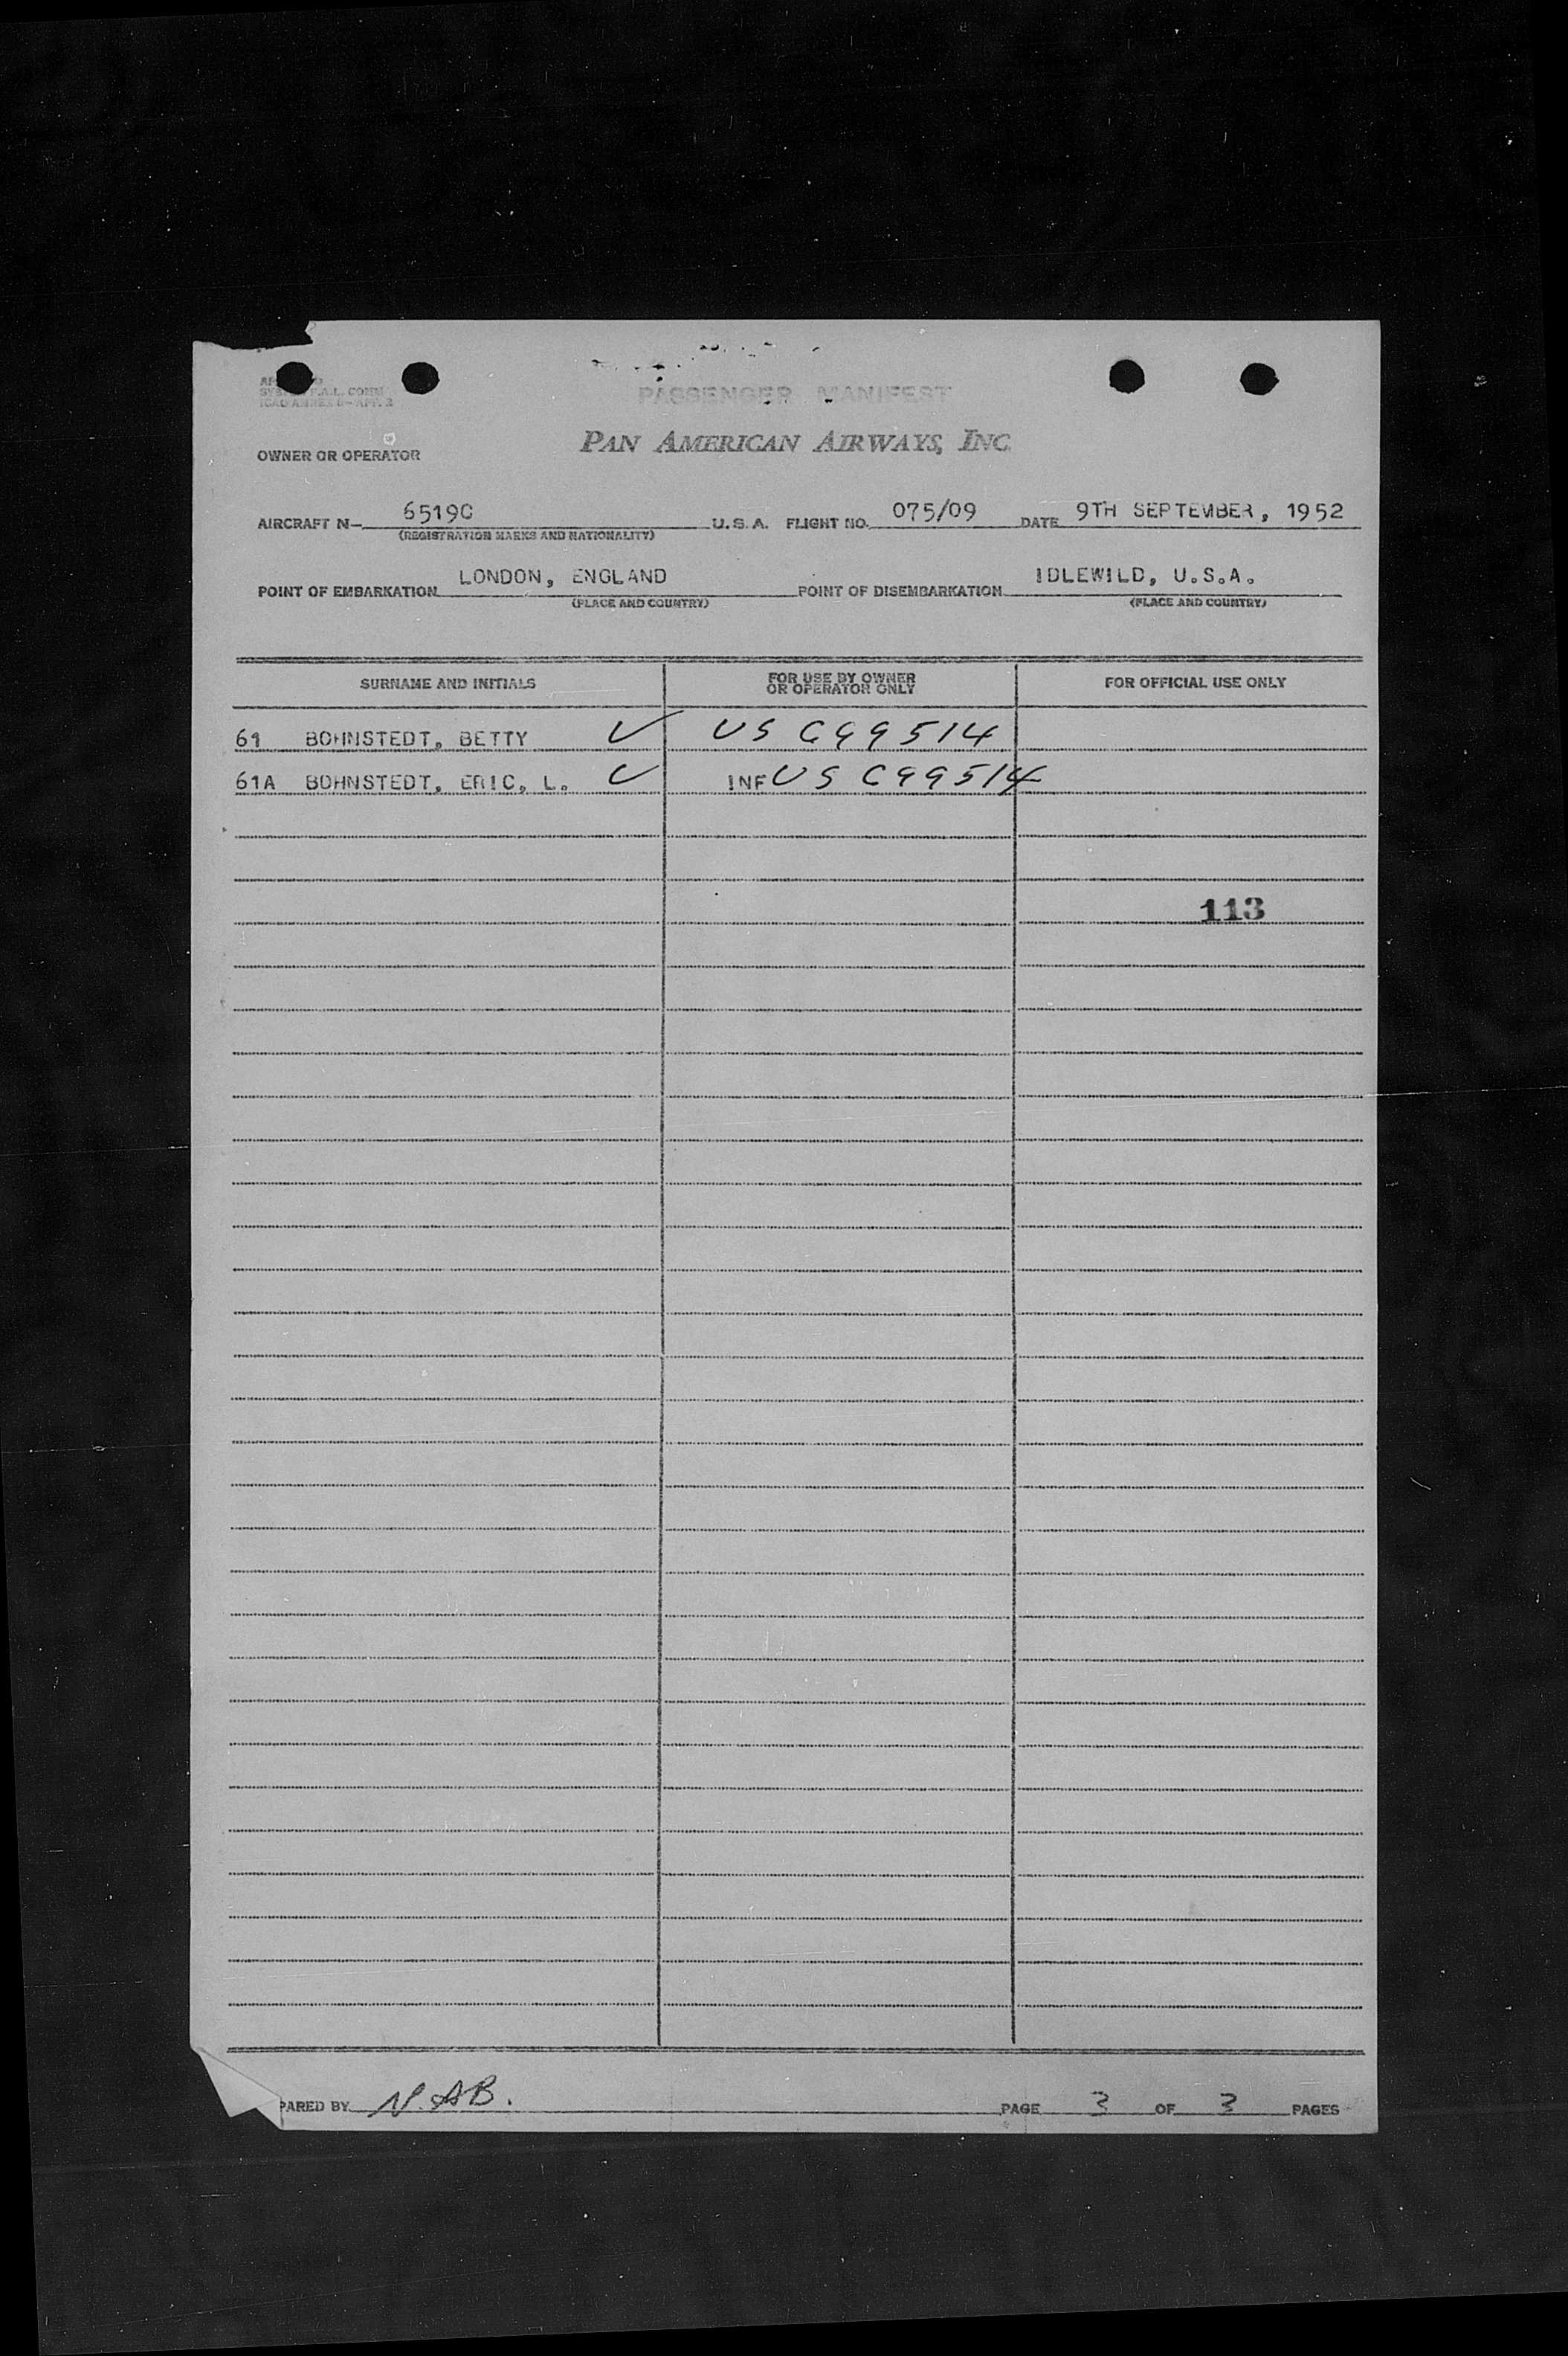 PASSENGER MANIFEST
PAN AMERICAN AIRWAYS, INC.
OWNER OR OPERATOR
AIRCRAFT N- 6519C U.S.A. FLIGHT NO. 075/09 DATE 9TH SEPTEMBER, 1952
(REGISTRATION MARKS AND NATIONALITY)
POINT OF EMBARKATION LONDON, ENGLAND POINT OF DISEMBARKATION IDLEWILD, U.S.A.
(PLACE AND COUNTRY) (PLACE AND COUNTRY)
SURNAME AND INITIALS FOR USE BY OWNER OR OPERATOR ONLY FOR OFFICIAL USE ONLY
61 BOHNSTEDT, BETTY ✓ US C99514
61A BOHNSTEDT, ERIC, L. ✓ INF US C99514
113
PARED BY N.AB. PAGE 3 OF 3 PAGES